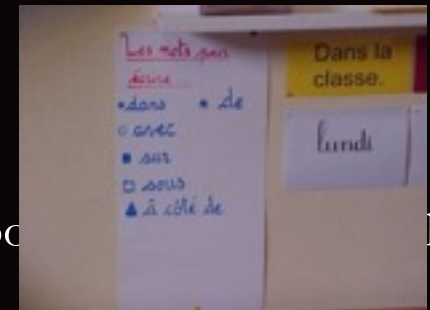 Les mots pour
écrire...
dans de
avec
sur
sous
à côté de
Dans la
classe.
lundi